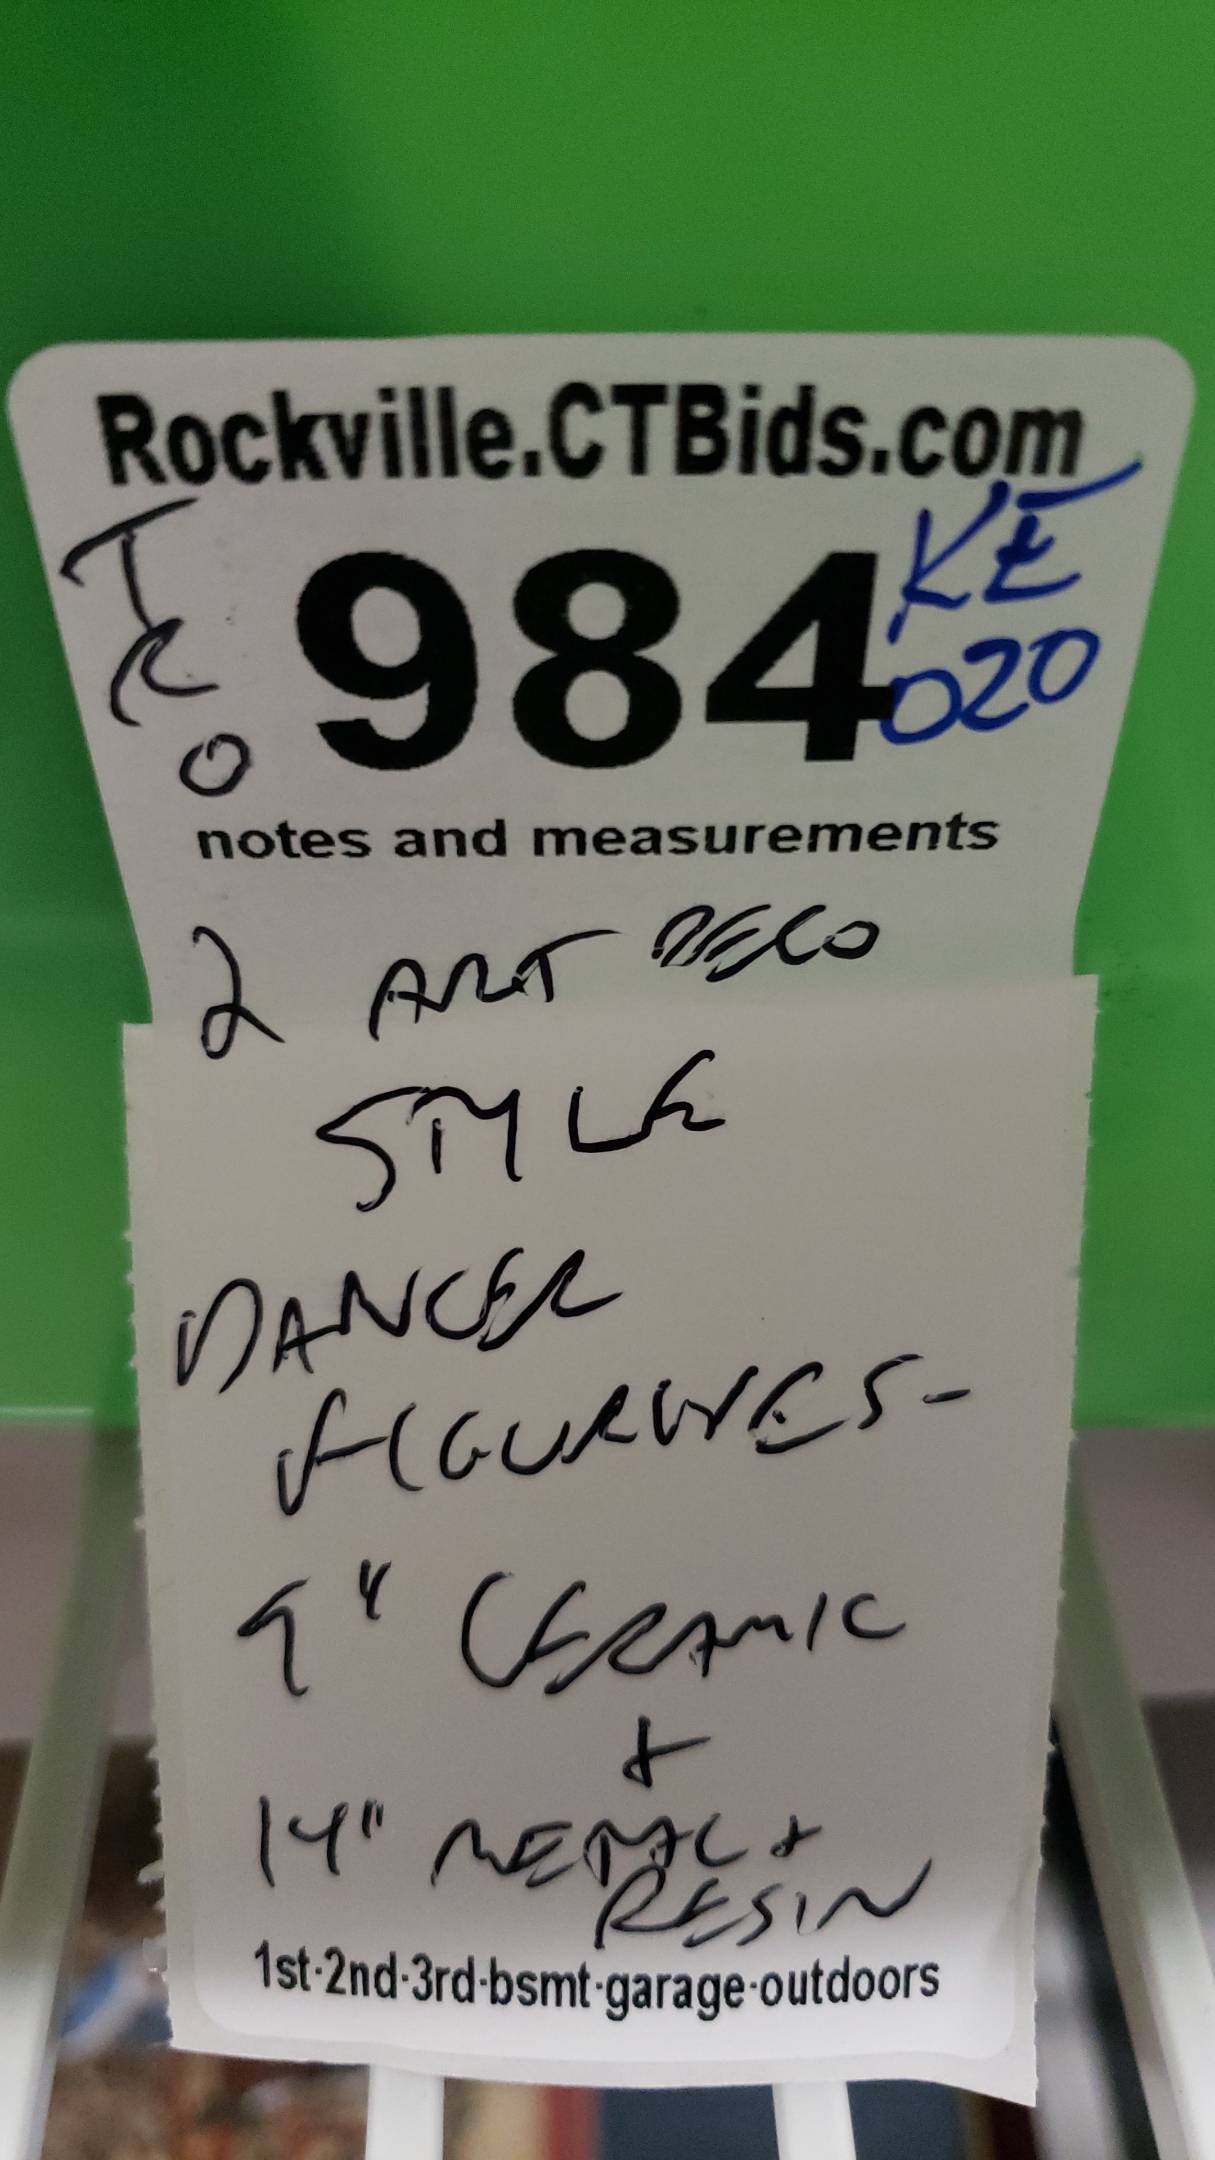 Rockville.CTBids.com
TRO
984
KE
020
notes and measurements
2 ART DECO
STYLE
DANCER
FIGURINES-
9" CERAMIC
+
14" METAL +
RESIN
1st·2nd·3rd·bsmt·garage·outdoors